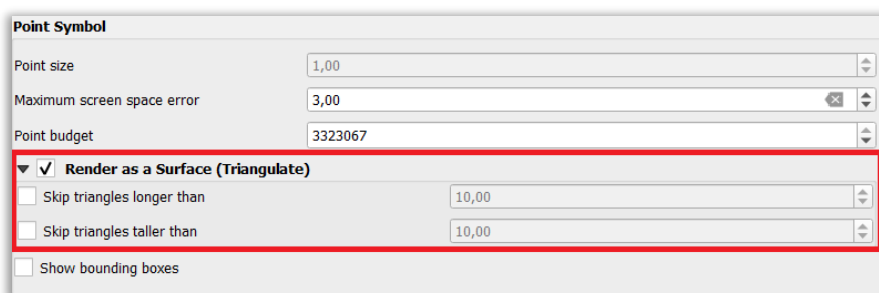 Point Symbol
Point size 1,00
Maximum screen space error 3,00
Point budget 3323067
Render as a Surface (Triangulate)
Skip triangles longer than 10,00
Skip triangles taller than 10,00
Show bounding boxes